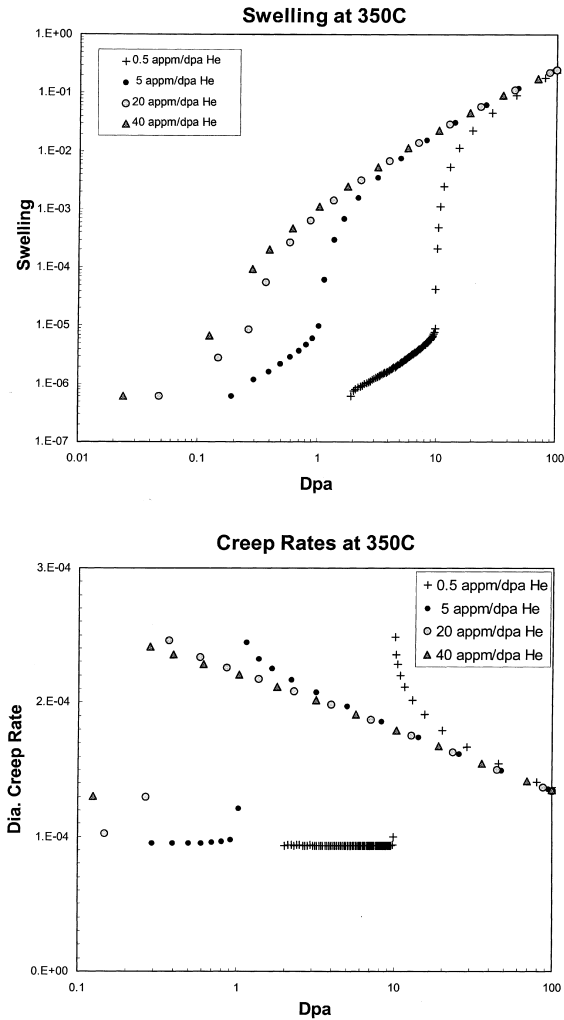 Swelling at 350C
1.E+00
1.E-01
1.E-02
1.E-03
1.E-04
1.E-05
1.E-06
1.E-07
Swelling
0.5 appm/dpa He
5 appm/dpa He
20 appm/dpa He
40 appm/dpa He
0.01 0.1 1 10 100
Dpa
Creep Rates at 350C
3.E-04
2.E-04
1.E-04
0.E+00
Dia. Creep Rate
0.5 appm/dpa He
5 appm/dpa He
20 appm/dpa He
40 appm/dpa He
0.1 1 10 100
Dpa